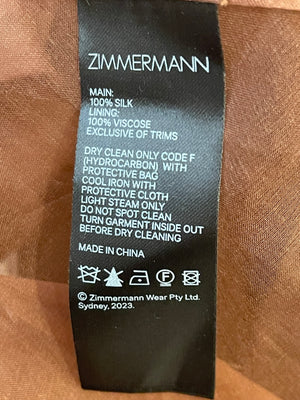 ZIMMERMANN
MAIN:
100% SILK
LINING:
100% VISCOSE
EXCLUSIVE OF TRIMS
DRY CLEAN ONLY CODE F
(HYDROCARBON) WITH
PROTECTIVE BAG
COOL IRON WITH
PROTECTIVE CLOTH
LIGHT STEAM ONLY
DO NOT SPOT CLEAN
TURN GARMENT INSIDE OUT
BEFORE DRY CLEANING
MADE IN CHINA
F
© Zimmermann Wear Pty Ltd.
Sydney, 2023.